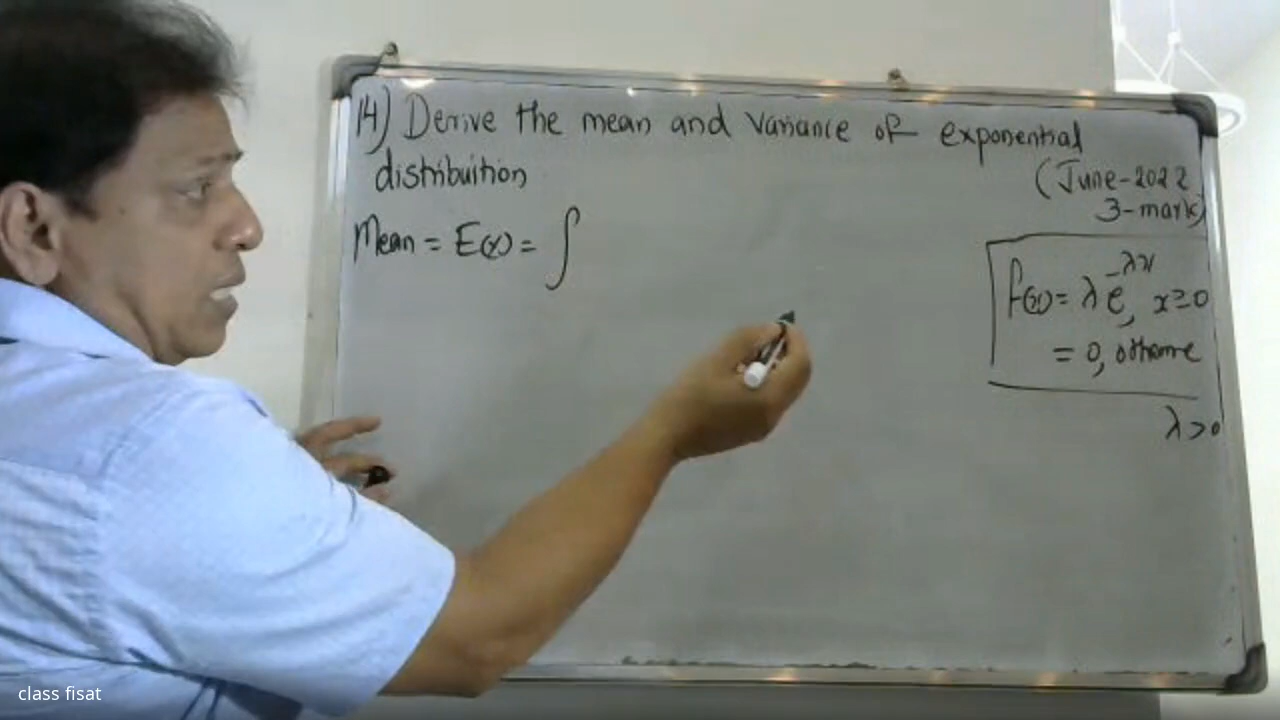 14) Derive the mean and variance of exponential
distribuition
(June-2022
3-mark)
Mean = E(x) = ∫
f(x) = λ e^-λx, x≥0
= 0, otherwise
λ>0
class fisat